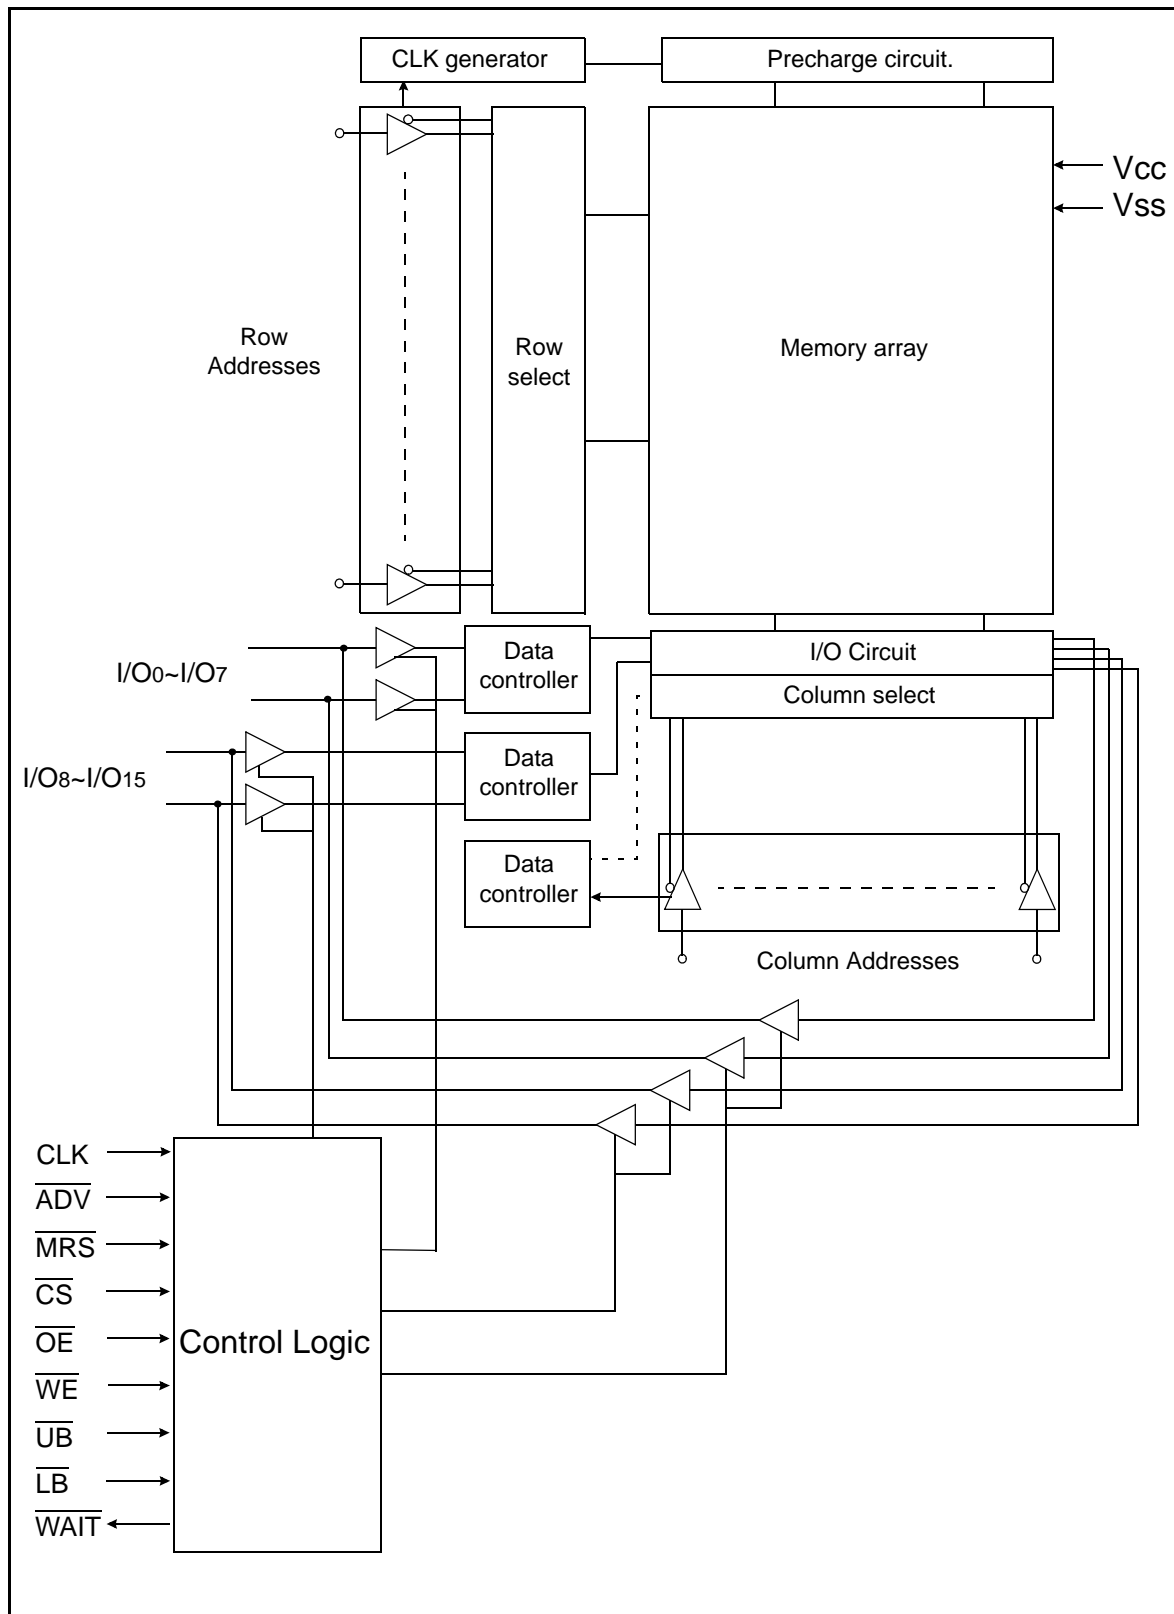 CLK generator
Precharge circuit.
Vcc
Vss
Row
Addresses
Row
select
Memory array
I/O0~I/O7
Data
controller
I/O Circuit
Column select
I/O8~I/O15
Data
controller
Data
controller
Column Addresses
CLK
ADV
MRS
CS
OE
Control Logic
WE
UB
LB
WAIT